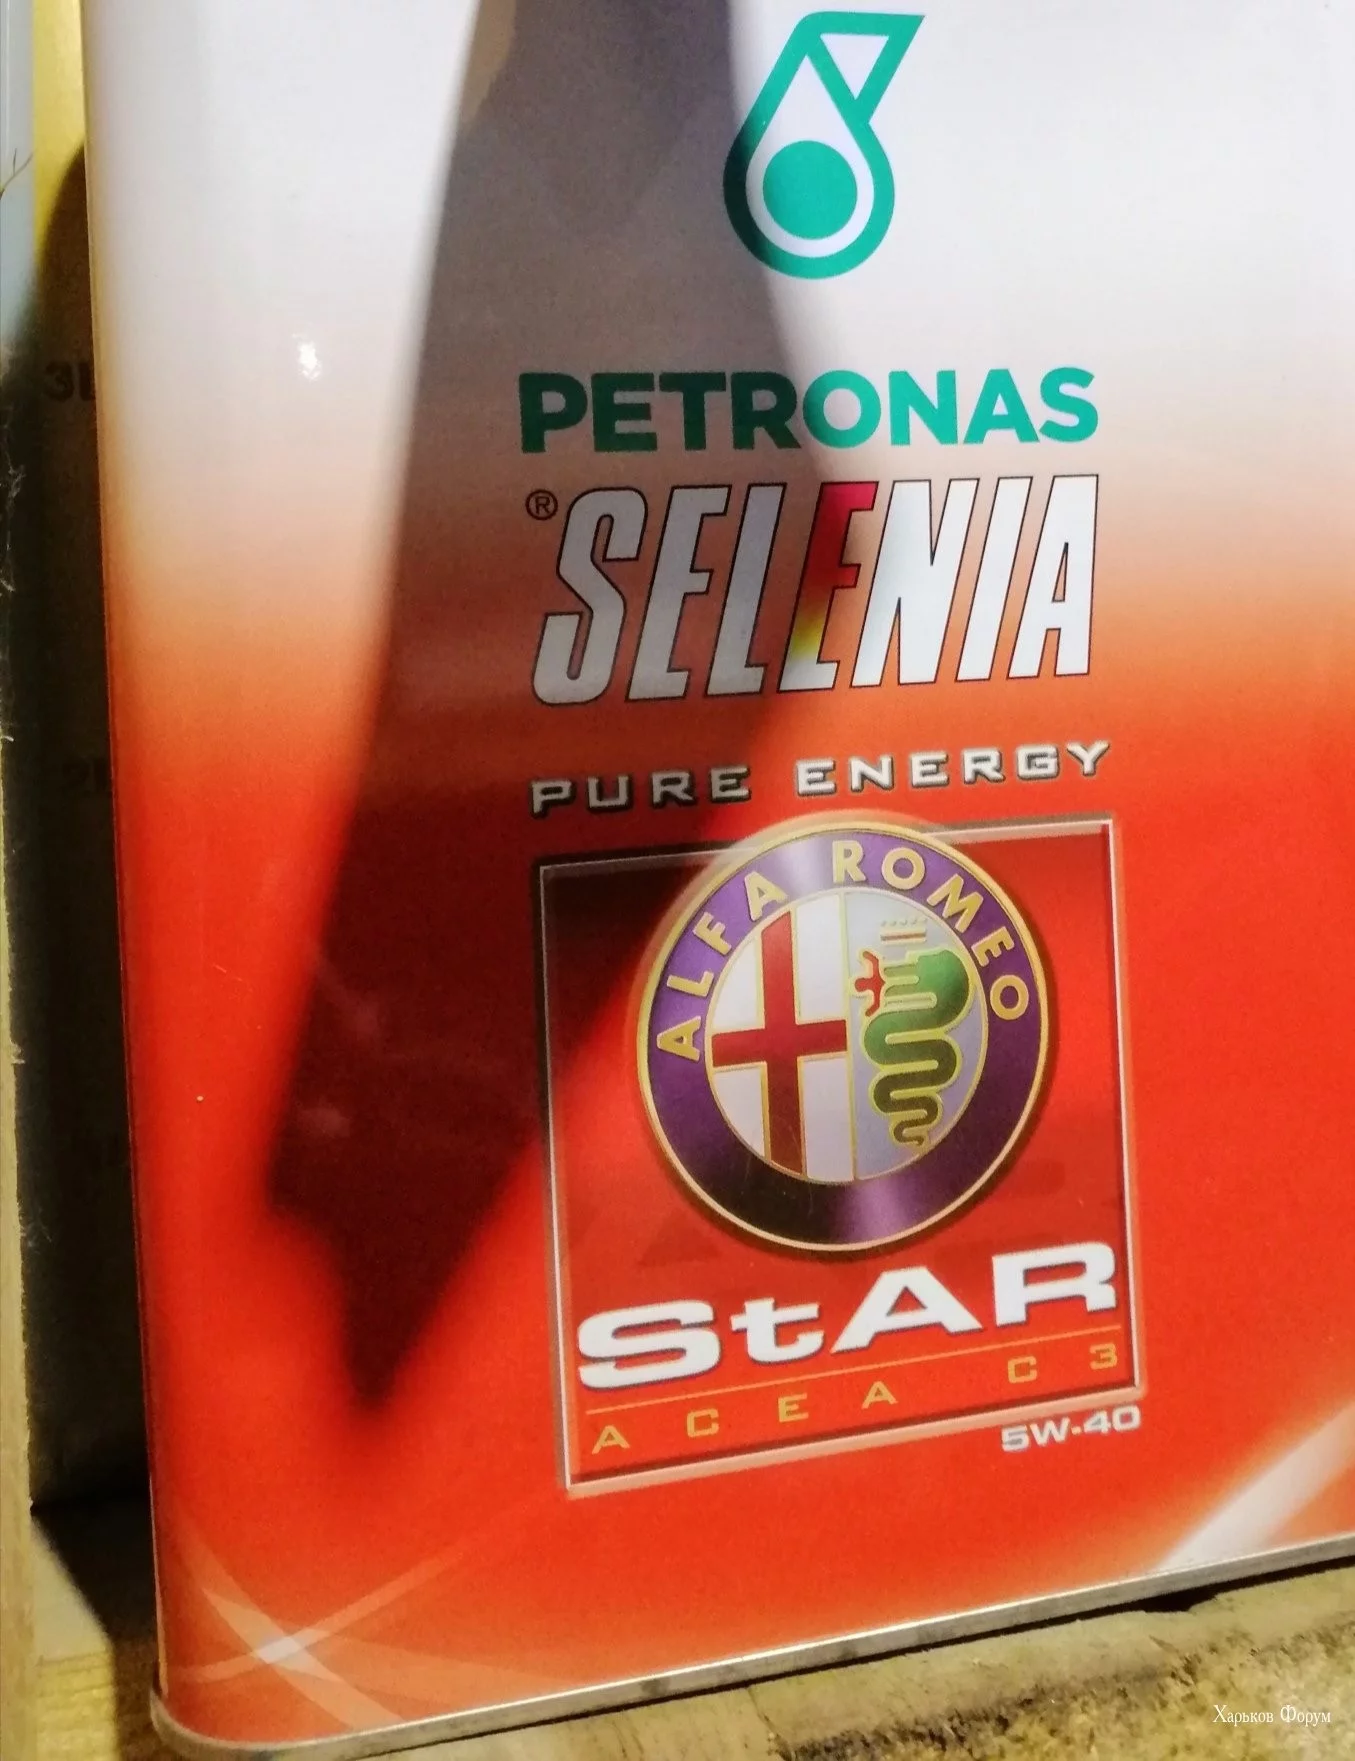 PETRONAS
® SELENIA
PURE ENERGY
ALFA ROMEO
StAR
ACEA C3
5W-40
Харьков Форум